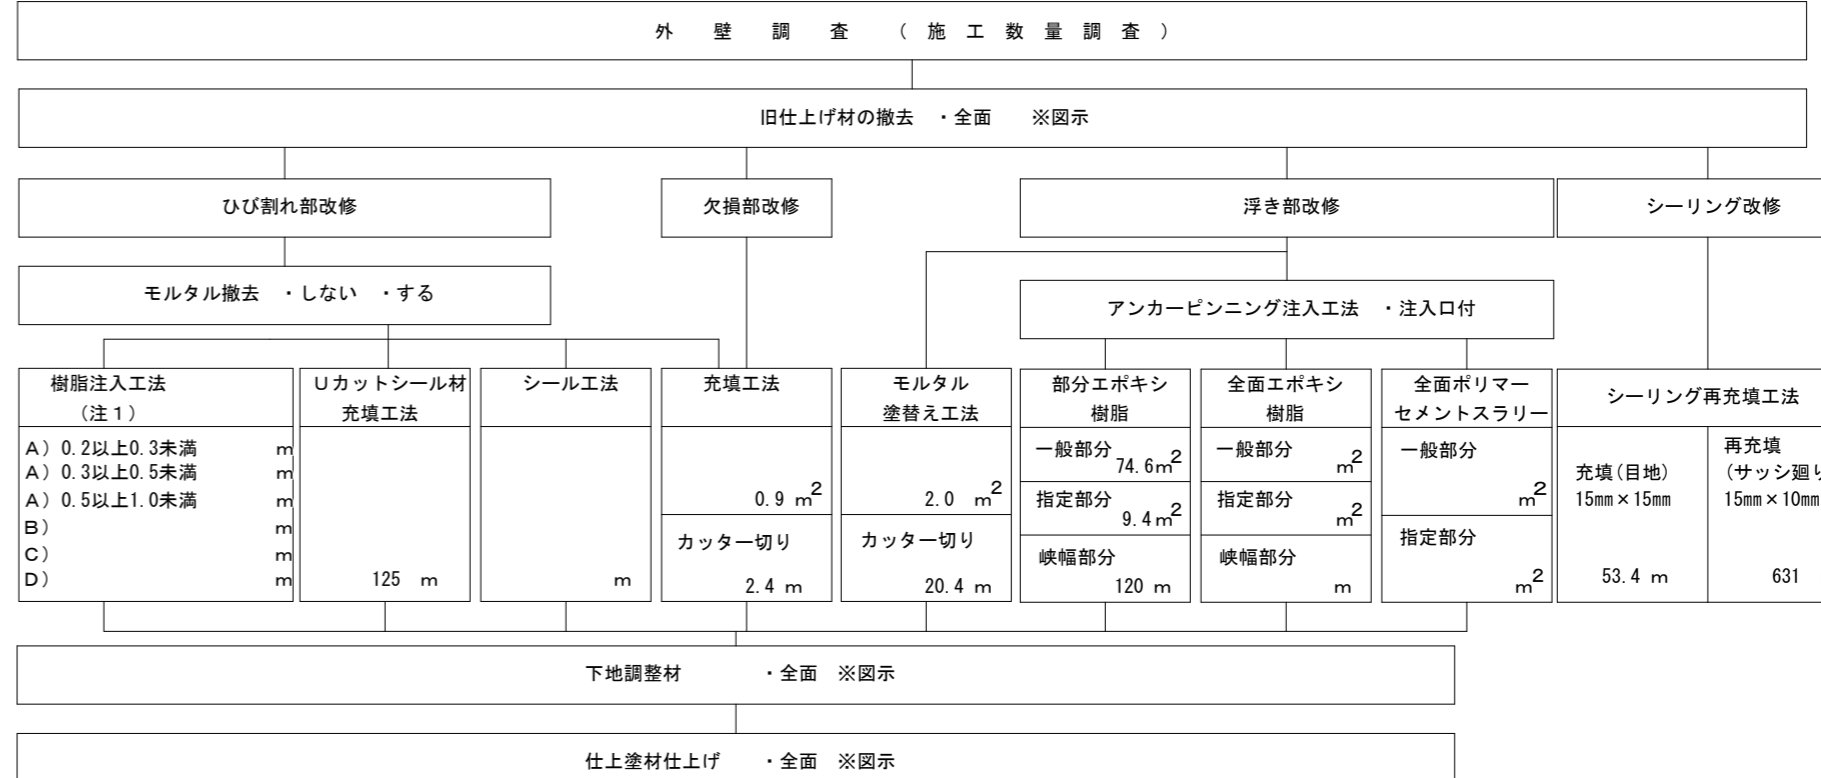 外 壁 調 査 （ 施 工 数 量 調 査 ）
旧仕上げ材の撤去 ・全面 ※図示
ひび割れ部改修
欠損部改修
浮き部改修
シーリング改修
モルタル撤去 ・しない ・する
アンカーピンニング注入工法 ・注入口付
樹脂注入工法
（注１）
A）0.2以上0.3未満 m
A）0.3以上0.5未満 m
A）0.5以上1.0未満 m
B） m
C） m
D） m
Uカットシール材
充填工法
125 m
シール工法
m
充填工法
0.9 m2
カッター切り
2.4 m
モルタル
塗替え工法
2.0 m2
カッター切り
20.4 m
部分エポキシ
樹脂
一般部分
74.6m2
指定部分
9.4m2
峡幅部分
120 m
全面エポキシ
樹脂
一般部分
m2
指定部分
m2
峡幅部分
m
全面ポリマー
セメントスラリー
一般部分
m2
指定部分
m2
シーリング再充填工法
充填(目地)
15mm×15mm
53.4 m
再充填
(サッシ廻り
15mm×10mm
631
下地調整材 ・全面 ※図示
仕上塗材仕上げ ・全面 ※図示